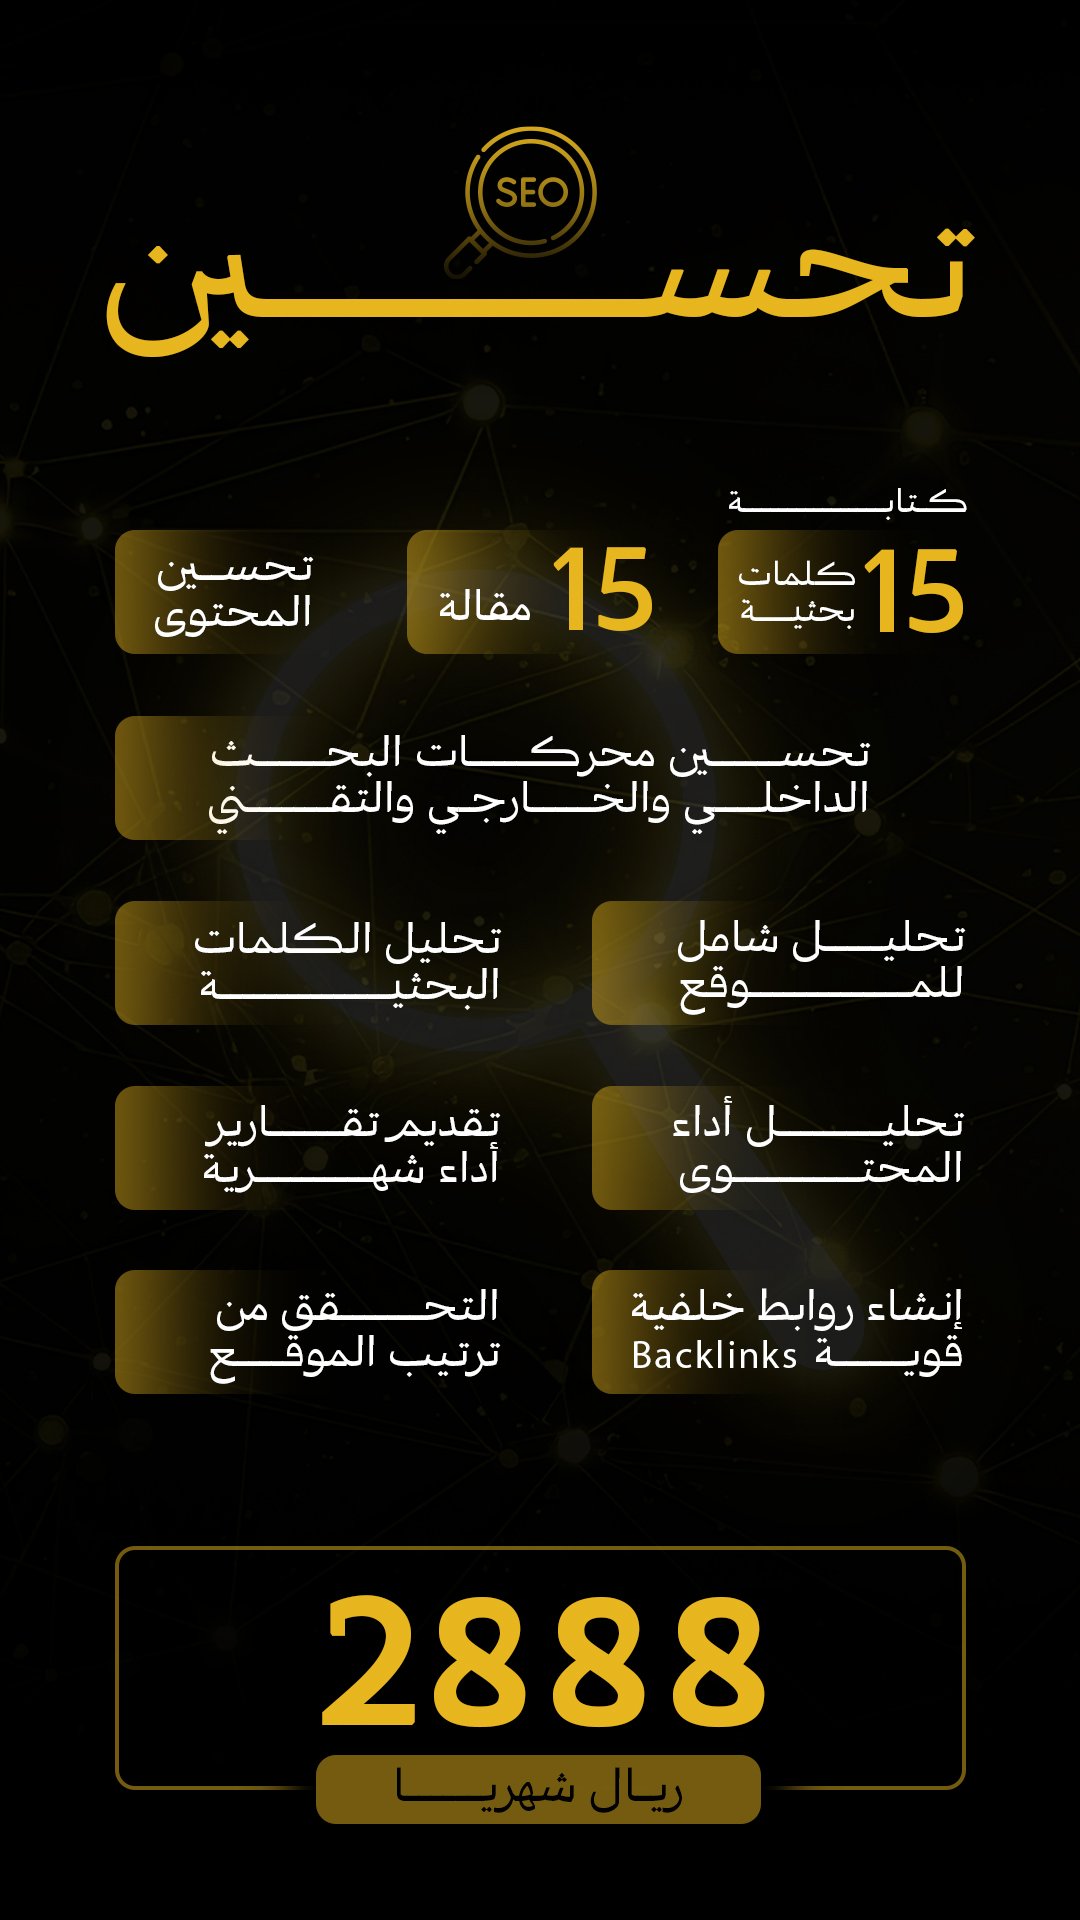 SEO
تحسين
كتابة
15 كلمات
بحثية
15 مقالة
تحسين
المحتوى
تحسين محركات البحث
الداخلي والخارجي والتقني
تحليل شامل
للموقع
تحليل الكلمات
البحثية
تحليل أداء
المحتوى
تقديم تقارير
أداء شهرية
إنشاء روابط خلفية
قوية Backlinks
التحقق من
ترتيب الموقع
2888
ريال شهريا